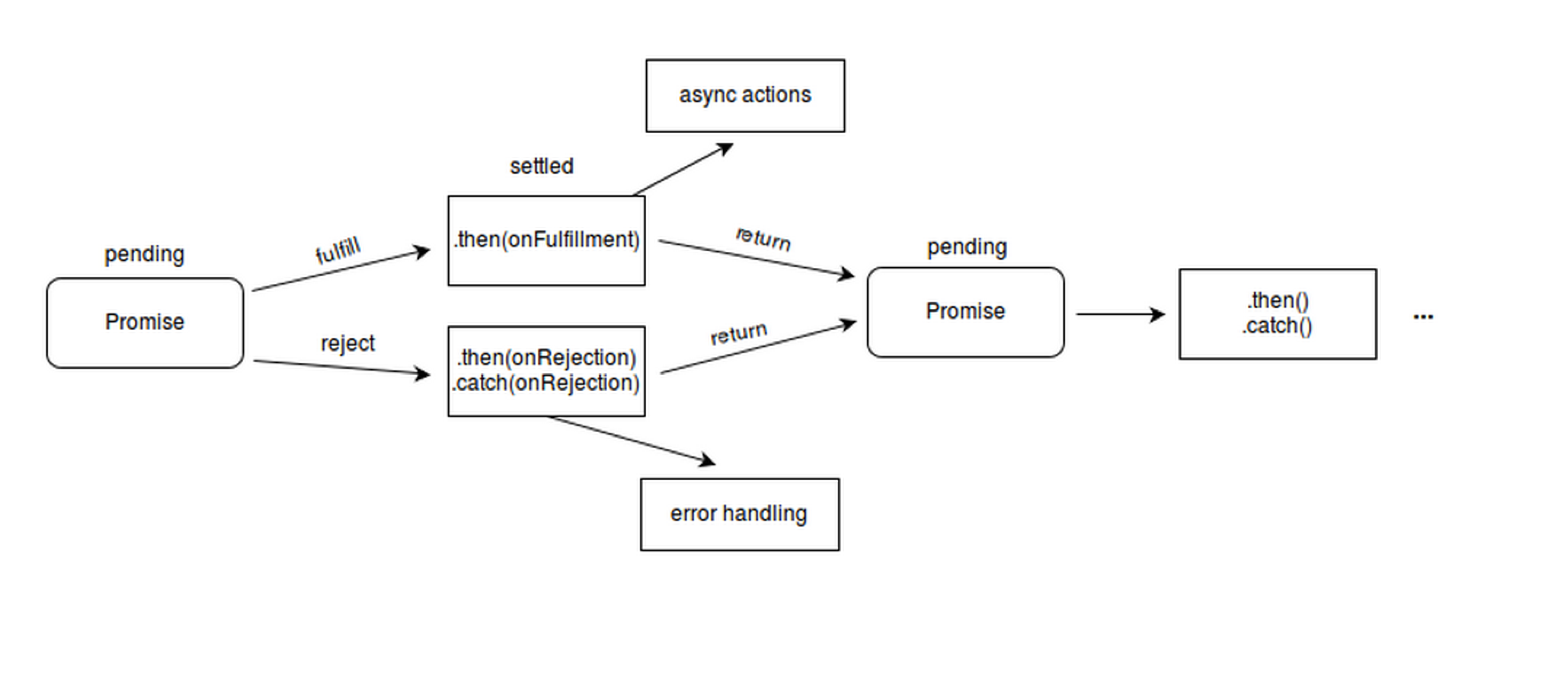 async actions
settled
.then(onFulfillment)
pending
fulfill
return
pending
Promise
reject
.then(onRejection)
.catch(onRejection)
return
Promise
.then()
.catch()
...
error handling